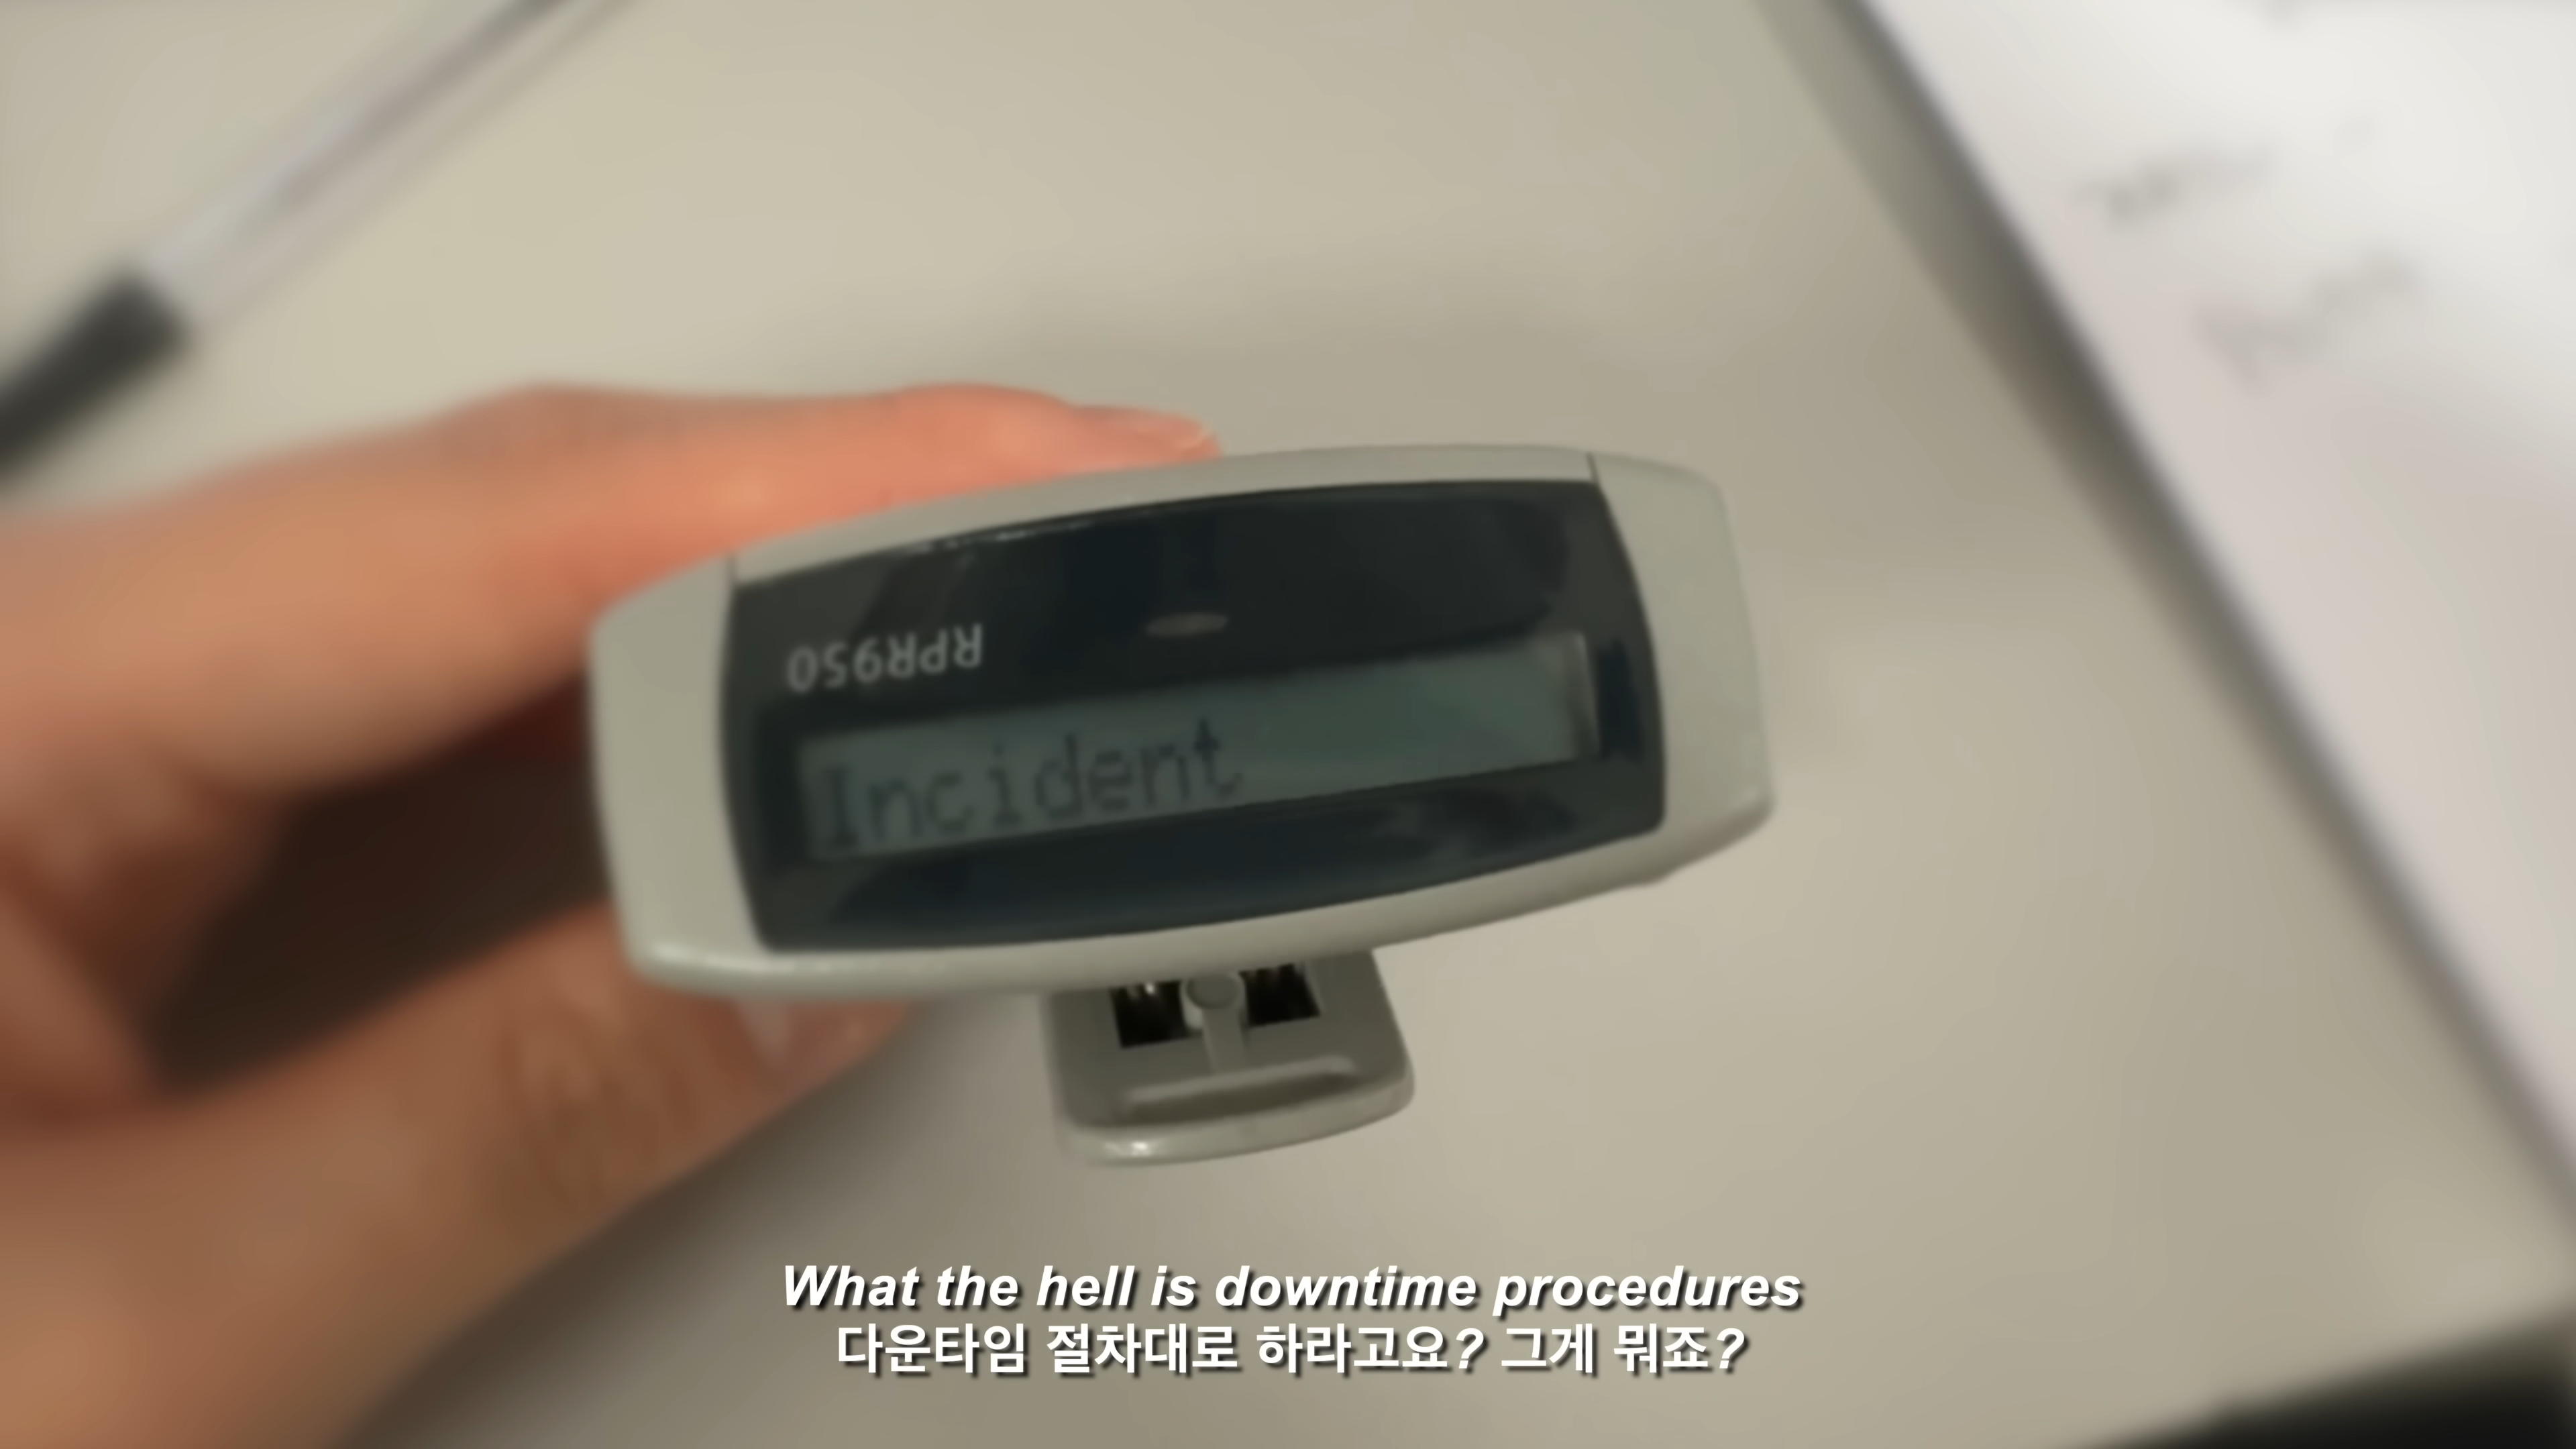 RPR950
Incident
What the hell is downtime procedures
다운타임 절차대로 하라고요? 그게 뭐죠?